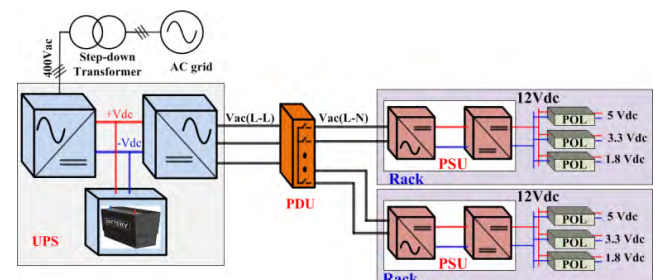 400Vac
Step-down
Transformer
AC grid
+Vdc
-Vdc
BATTERY
UPS
Vac(L-L)
PDU
Vac(L-N)
12Vdc
POL
5 Vdc
POL
3.3 Vdc
POL
1.8 Vdc
PSU
Rack
12Vdc
POL
5 Vdc
POL
3.3 Vdc
POL
1.8 Vdc
PSU
Rack